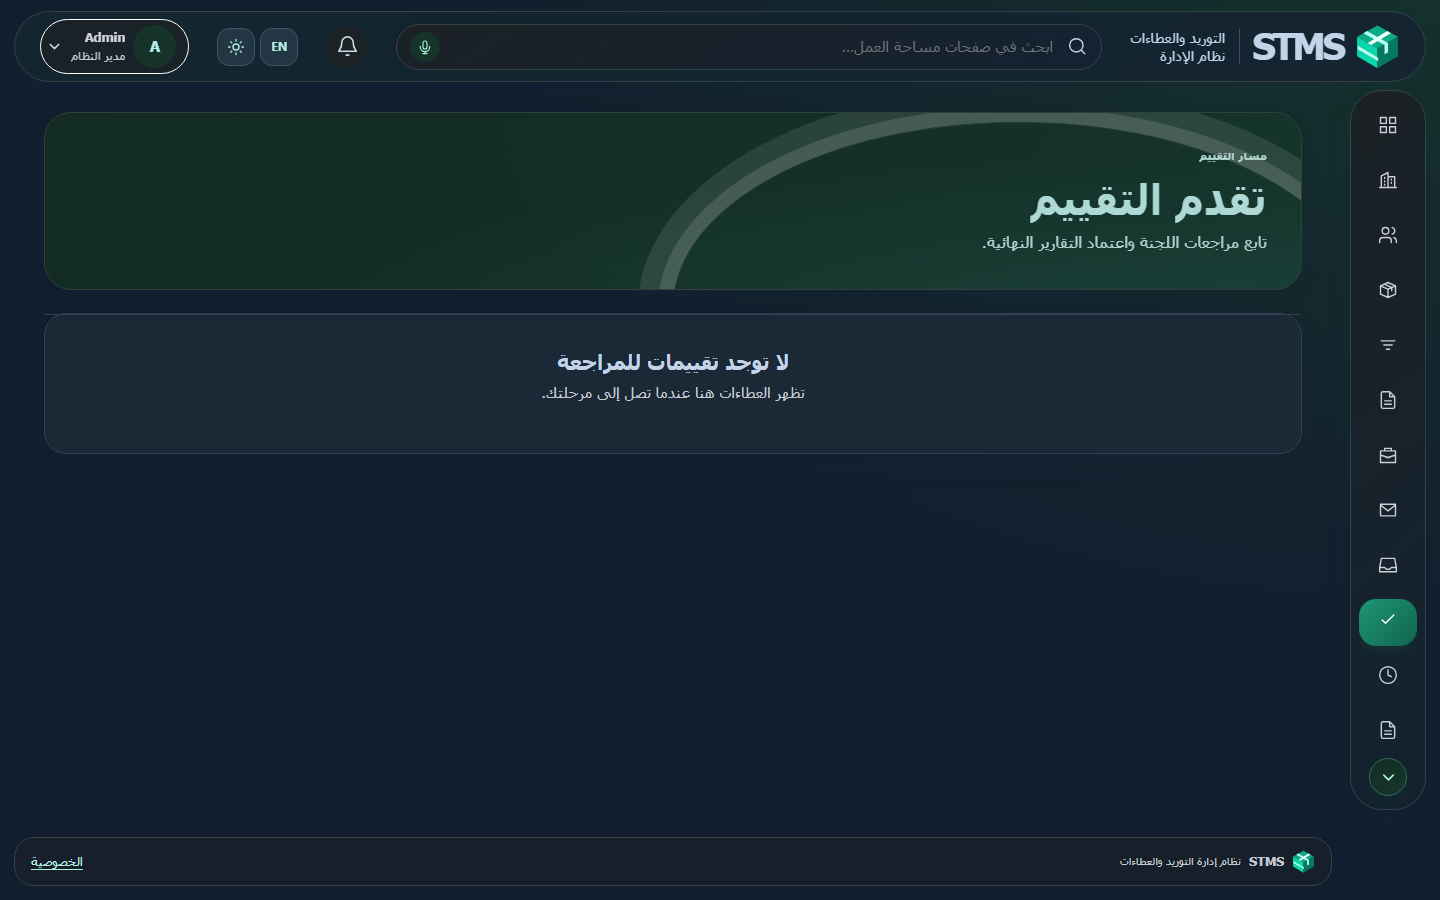 STMS
التوريد والعطاءات
نظام الإدارة
ابحث في صفحات مساحة العمل...
EN
A
Admin
مدير النظام
مسار التقييم
تقدم التقييم
تابع مراجعات اللجنة واعتماد التقارير النهائية.
لا توجد تقييمات للمراجعة
تظهر العطاءات هنا عندما تصل إلى مرحلتك.
STMS نظام إدارة التوريد والعطاءات
الخصوصية